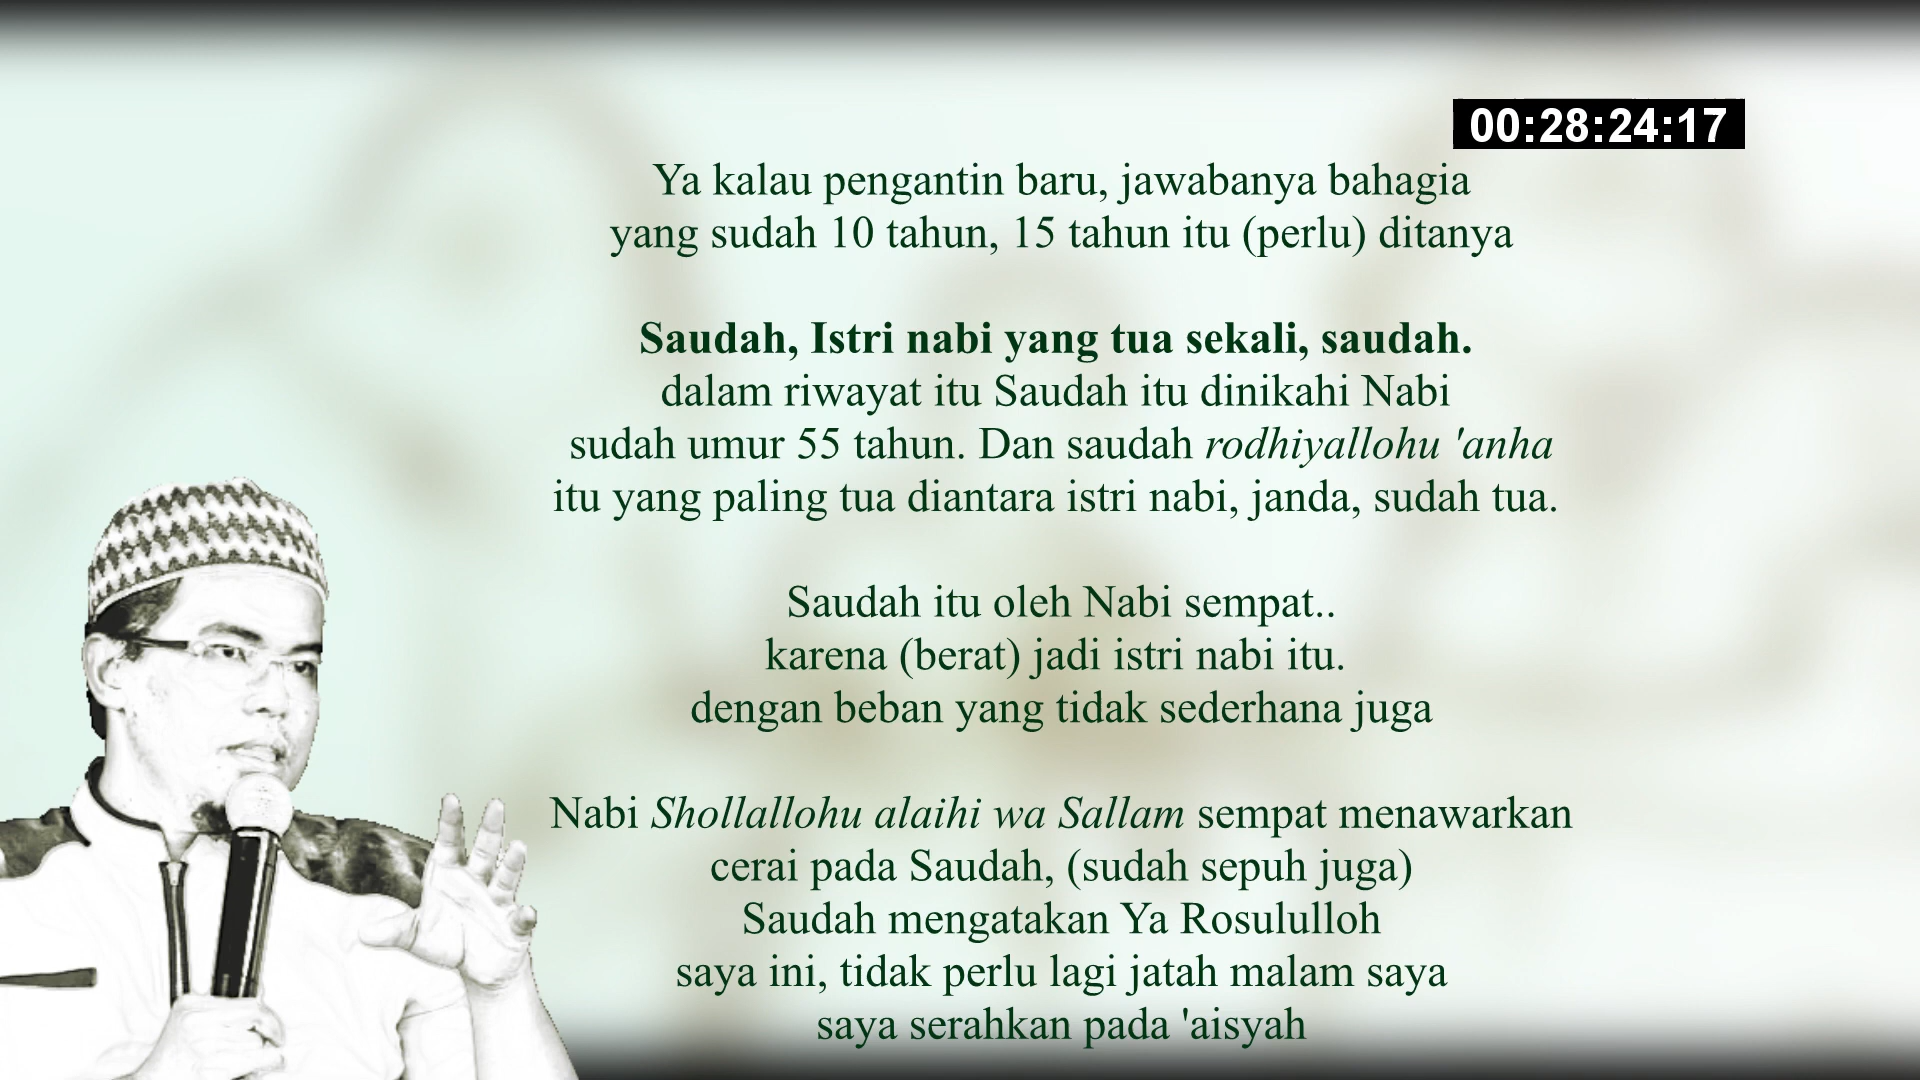 00:28:24:17
Ya kalau pengantin baru, jawabanya bahagia
yang sudah 10 tahun, 15 tahun itu (perlu) ditanya
Saudah, Istri nabi yang tua sekali, saudah.
dalam riwayat itu Saudah itu dinikahi Nabi
sudah umur 55 tahun. Dan saudah rodhiyallohu 'anha
itu yang paling tua diantara istri nabi, janda, sudah tua.
Saudah itu oleh Nabi sempat..
karena (berat) jadi istri nabi itu.
dengan beban yang tidak sederhana juga
Nabi Shollallohu alaihi wa Sallam sempat menawarkan
cerai pada Saudah, (sudah sepuh juga)
Saudah mengatakan Ya Rosululloh
saya ini, tidak perlu lagi jatah malam saya
saya serahkan pada 'aisyah